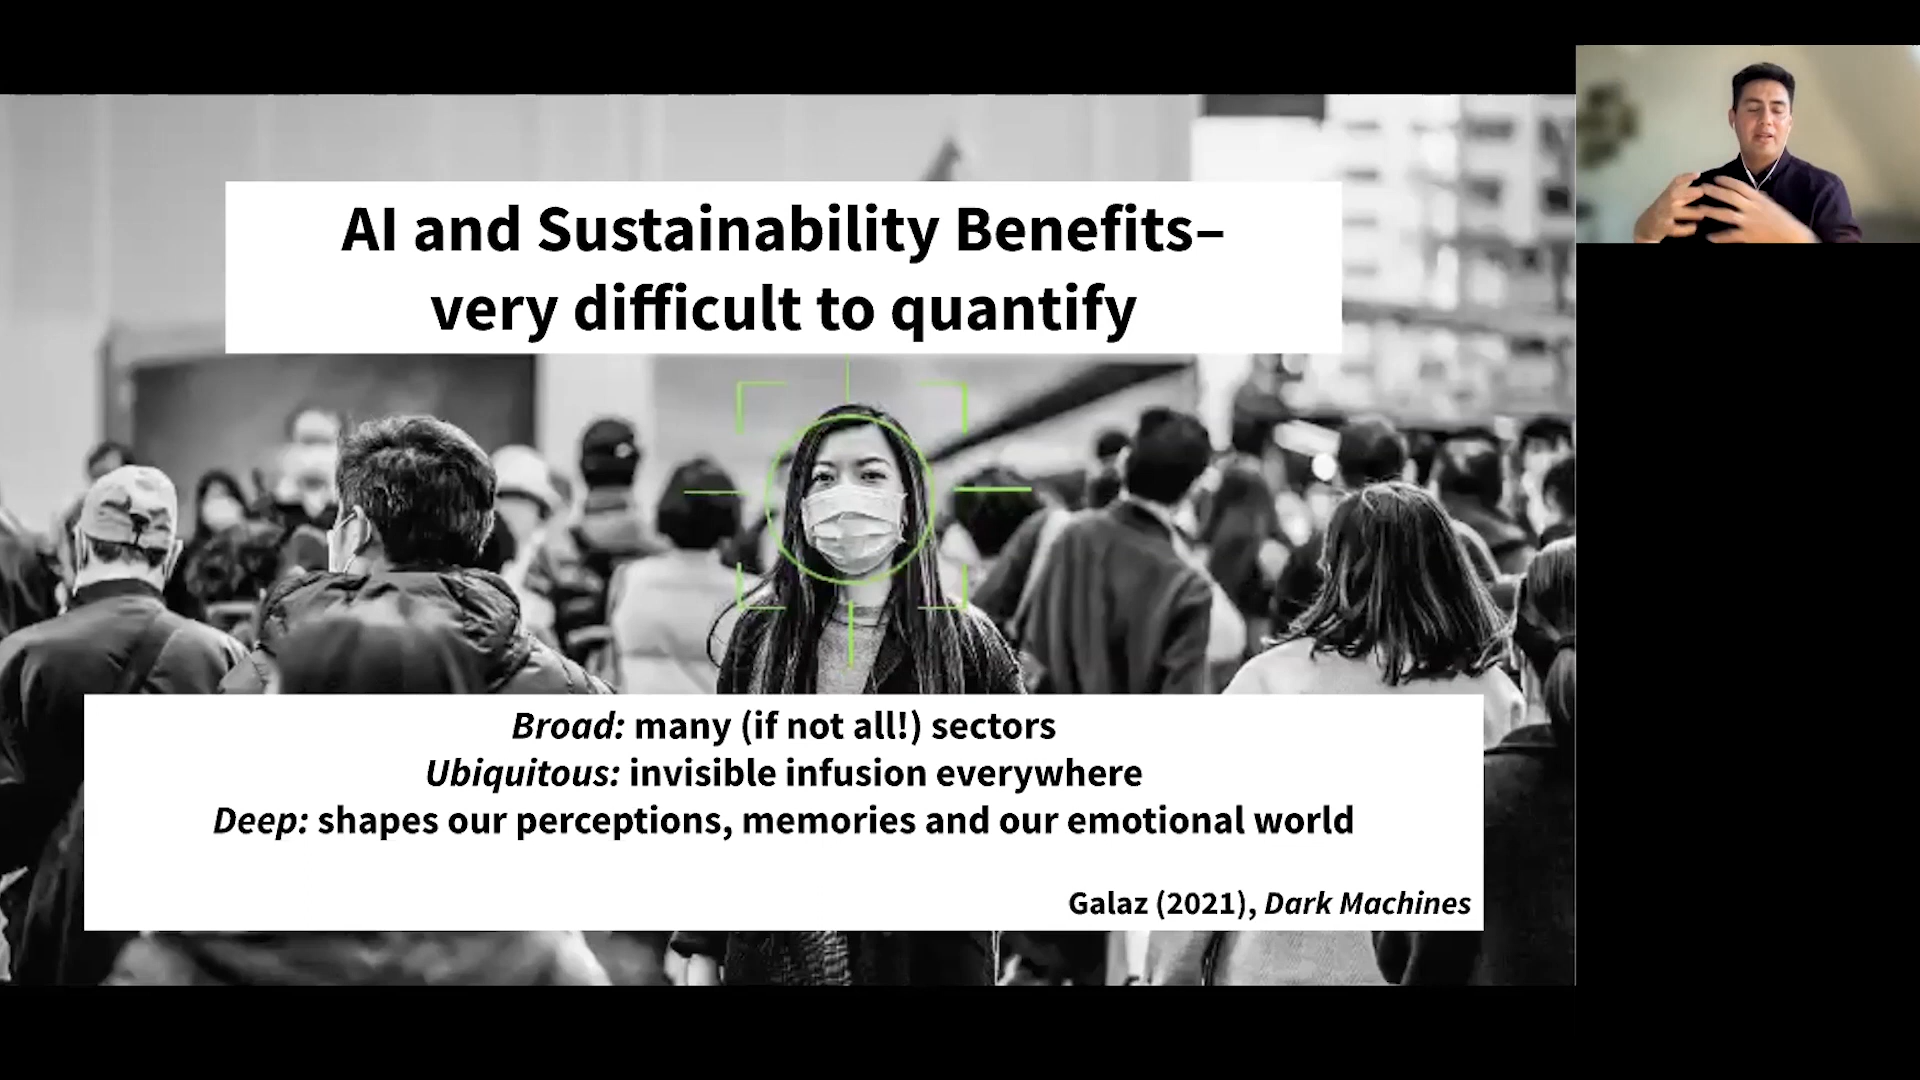 AI and Sustainability Benefits–
very difficult to quantify
Broad: many (if not all!) sectors
Ubiquitous: invisible infusion everywhere
Deep: shapes our perceptions, memories and our emotional world
Galaz (2021), Dark Machines